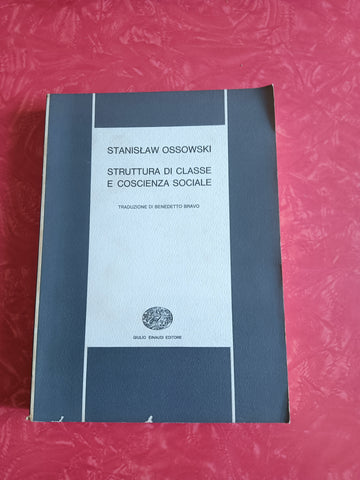 STANISŁAW OSSOWSKI
STRUTTURA DI CLASSE
E COSCIENZA SOCIALE
TRADUZIONE DI BENEDETTO BRAVO
GIULIO EINAUDI EDITORE